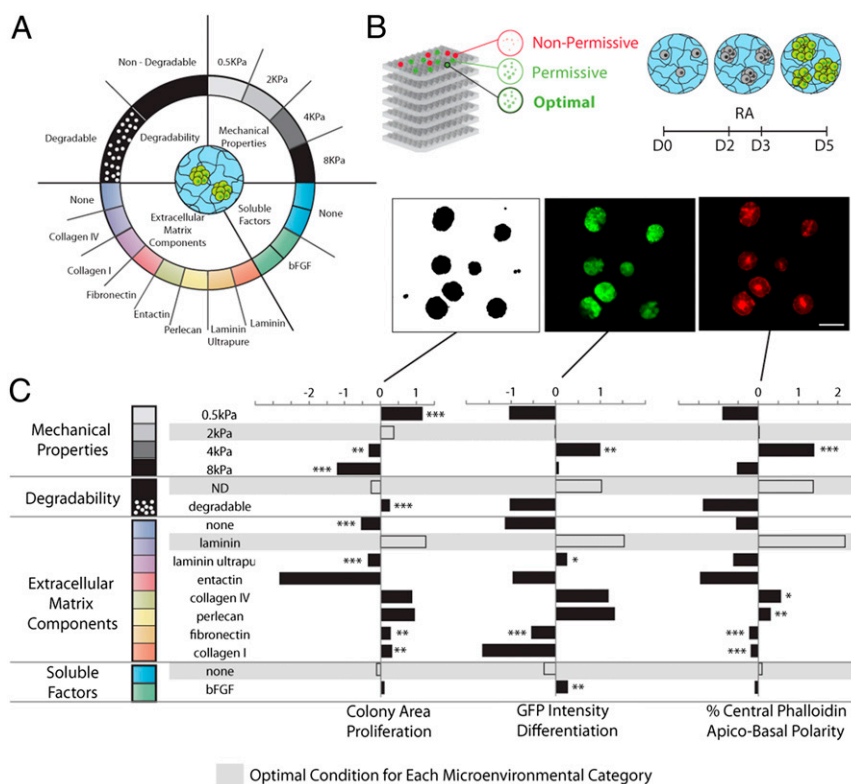 A
Non - Degradable
0.5KPa
2KPa
4KPa
8KPa
Degradable
Degradability
Mechanical
Properties
Extracellular
Matrix
Components
Soluble
Factors
None
Collagen IV
Collagen I
Fibronectin
Entactin
Perlecan
Laminin
Ultrapure
Laminin
bFGF
None
B
Non-Permissive
Permissive
Optimal
RA
D0 D2 D3 D5
C
-2 -1 0 1
-1 0 1
-1 0 1 2
Mechanical
Properties
0.5kPa ***
2kPa
4kPa ** ** ***
8kPa ***
Degradability
ND
degradable ***
Extracellular
Matrix
Components
none ***
laminin
laminin ultrapu *** *
entactin
collagen IV *
perlecan **
fibronectin ** *** ***
collagen I ** ***
Soluble
Factors
none
bFGF **
Colony Area
Proliferation
GFP Intensity
Differentiation
% Central Phalloidin
Apico-Basal Polarity
Optimal Condition for Each Microenvironmental Category